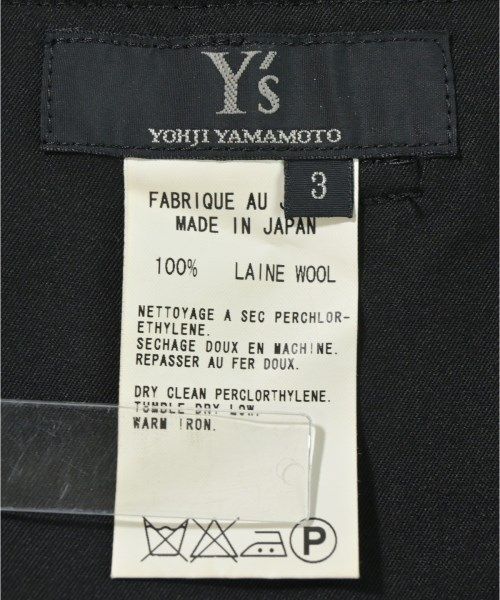 Y's
YOHJI YAMAMOTO
3
FABRIQUE AU J
MADE IN JAPAN
100% LAINE WOOL
NETTOYAGE A SEC PERCHLOR-
ETHYLENE.
SECHAGE DOUX EN MACHINE.
REPASSER AU FER DOUX.
DRY CLEAN PERCLORTHYLENE.
TUMBLE DRY LOW.
WARM IRON.
P